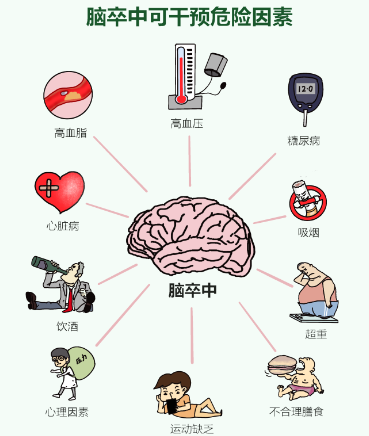 脑卒中可干预危险因素
高血脂
高血压
糖尿病
12.0
心脏病
吸烟
脑卒中
饮酒
超重
心理因素
运动缺乏
不合理膳食